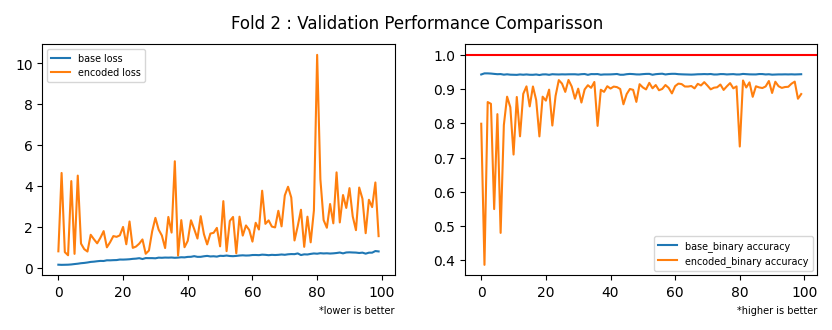 Fold 2 : Validation Performance Comparisson
base loss
encoded loss
10
8
6
4
2
0
0 20 40 60 80 100
*lower is better
1.0
0.9
0.8
0.7
0.6
0.5
0.4
base_binary accuracy
encoded_binary accuracy
0 20 40 60 80 100
*higher is better